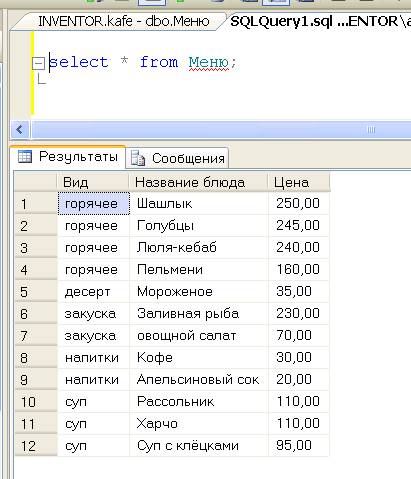 INVENTOR.kafe - dbo.Меню SQLQuery1.sql ...ENTOR\a
select * from Меню;
Результаты Сообщения
Вид Название блюда Цена
1 горячее Шашлык 250,00
2 горячее Голубцы 245,00
3 горячее Люля-кебаб 240,00
4 горячее Пельмени 160,00
5 десерт Мороженое 35,00
6 закуска Заливная рыба 230,00
7 закуска овощной салат 70,00
8 напитки Кофе 30,00
9 напитки Апельсиновый сок 20,00
10 суп Рассольник 110,00
11 суп Харчо 110,00
12 суп Суп с клёцками 95,00